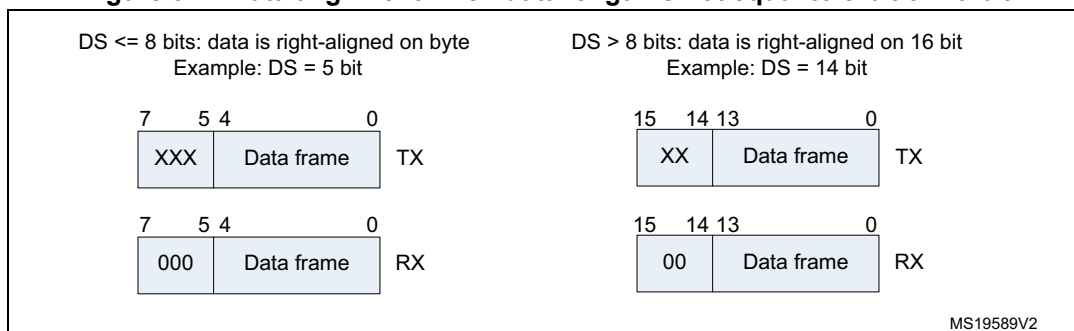 DS <= 8 bits: data is right-aligned on byte
Example: DS = 5 bit
DS > 8 bits: data is right-aligned on 16 bit
Example: DS = 14 bit
7 5 4 0
XXX Data frame TX
7 5 4 0
000 Data frame RX
15 14 13 0
XX Data frame TX
15 14 13 0
00 Data frame RX
MS19589V2